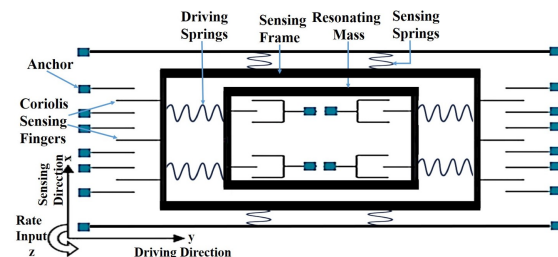 Driving
Springs
Sensing
Frame
Resonating
Mass
Sensing
Springs
Anchor
Coriolis
Sensing
Fingers
Sensing
Direction
x
Rate
Input
z
y
Driving Direction